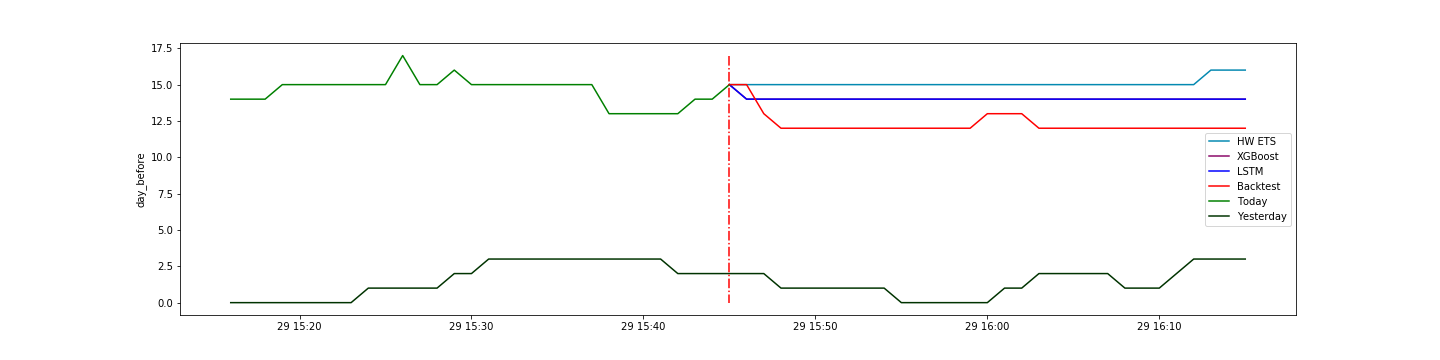 17.5
15.0
12.5
10.0
7.5
5.0
2.5
0.0
day_before
29 15:20
29 15:30
29 15:40
29 15:50
29 16:00
29 16:10
HW ETS
XGBoost
LSTM
Backtest
Today
Yesterday